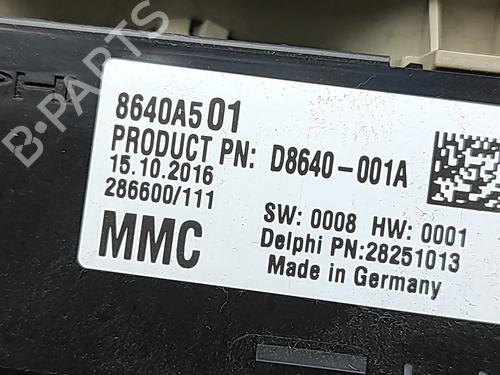 8640A501
PRODUCT PN: D8640-001A
15.10.2016
286600/111
SW: 0008 HW: 0001
MMC
Delphi PN:28251013
Made in Germany
B-PARTS